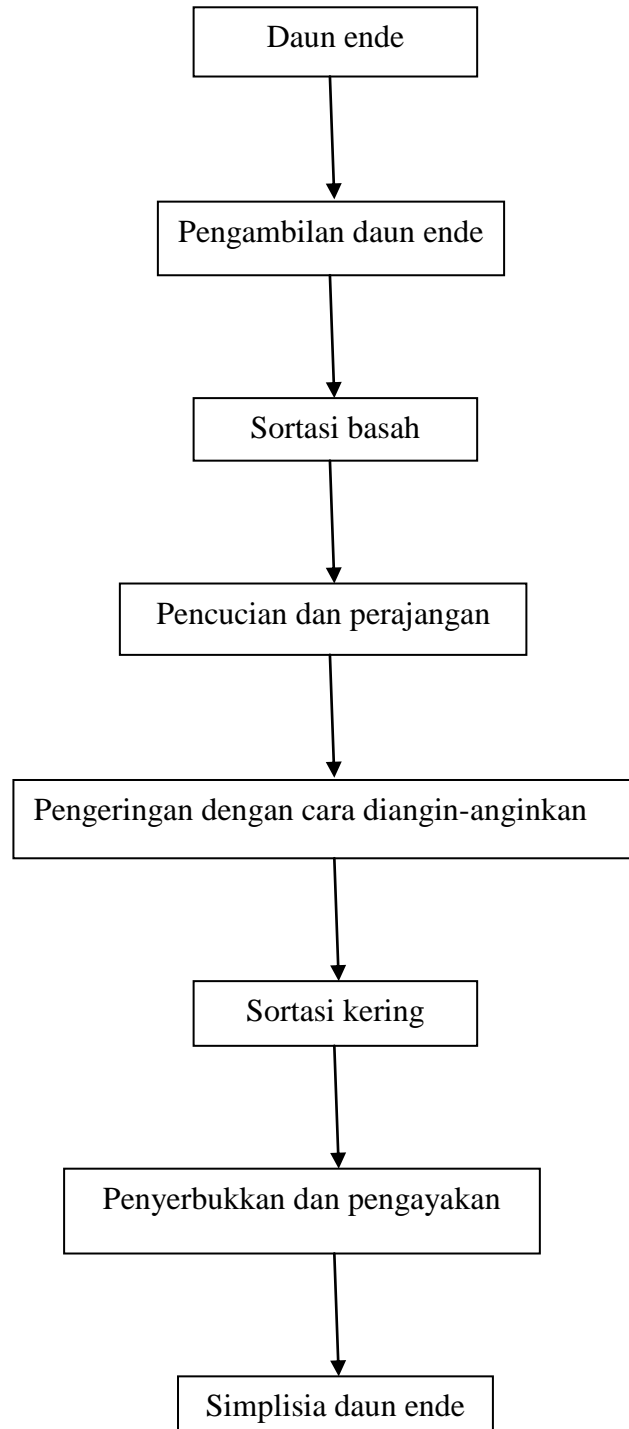 Daun ende
Pengambilan daun ende
Sortasi basah
Pencucian dan perajangan
Pengeringan dengan cara diangin-anginkan
Sortasi kering
Penyerbukkan dan pengayakan
Simplisia daun ende